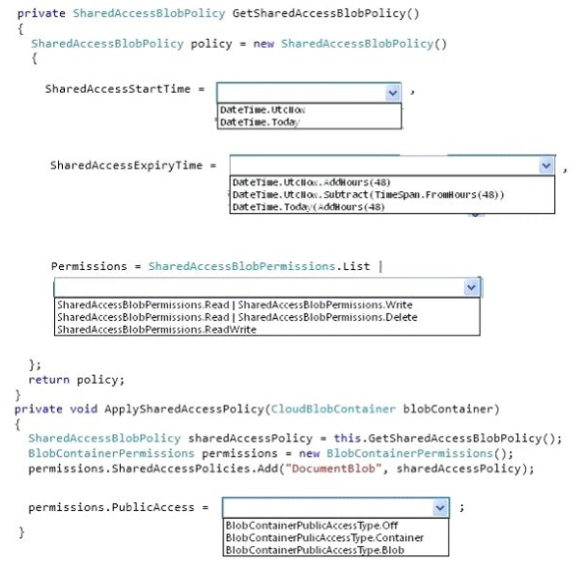 private SharedAccessBlobPolicy GetSharedAccessBlobPolicy()
{
SharedAccessBlobPolicy policy = new SharedAccessBlobPolicy()
{
SharedAccessStartTime = ,
DateTime.UtcNow
DateTime.Today
SharedAccessExpiryTime = ,
DateTime.UtcNow.AddHours(48)
DateTime.UtcNow.Subtract(TimeSpan.FromHours(48))
DateTime.Today(AddHours(48)
Permissions = SharedAccessBlobPermissions.List |
SharedAccessBlobPermissions.Read | SharedAccessBlobPermissions.Write
SharedAccessBlobPermissions.Read | SharedAccessBlobPermissions.Delete
SharedAccessBlobPermissions.ReadWrite
};
return policy;
}
private void ApplySharedAccessPolicy(CloudBlobContainer blobContainer)
{
SharedAccessBlobPolicy sharedAccessPolicy = this.GetSharedAccessBlobPolicy();
BlobContainerPermissions permissions = new BlobContainerPermissions();
permissions.SharedAccessPolicies.Add("DocumentBlob", sharedAccessPolicy);
permissions.PublicAccess = ;
BlobContainerPublicAccessType.Off
BlobContainerPulicAccessType.Container
BlobContainerPublicAccessType.Blob
}